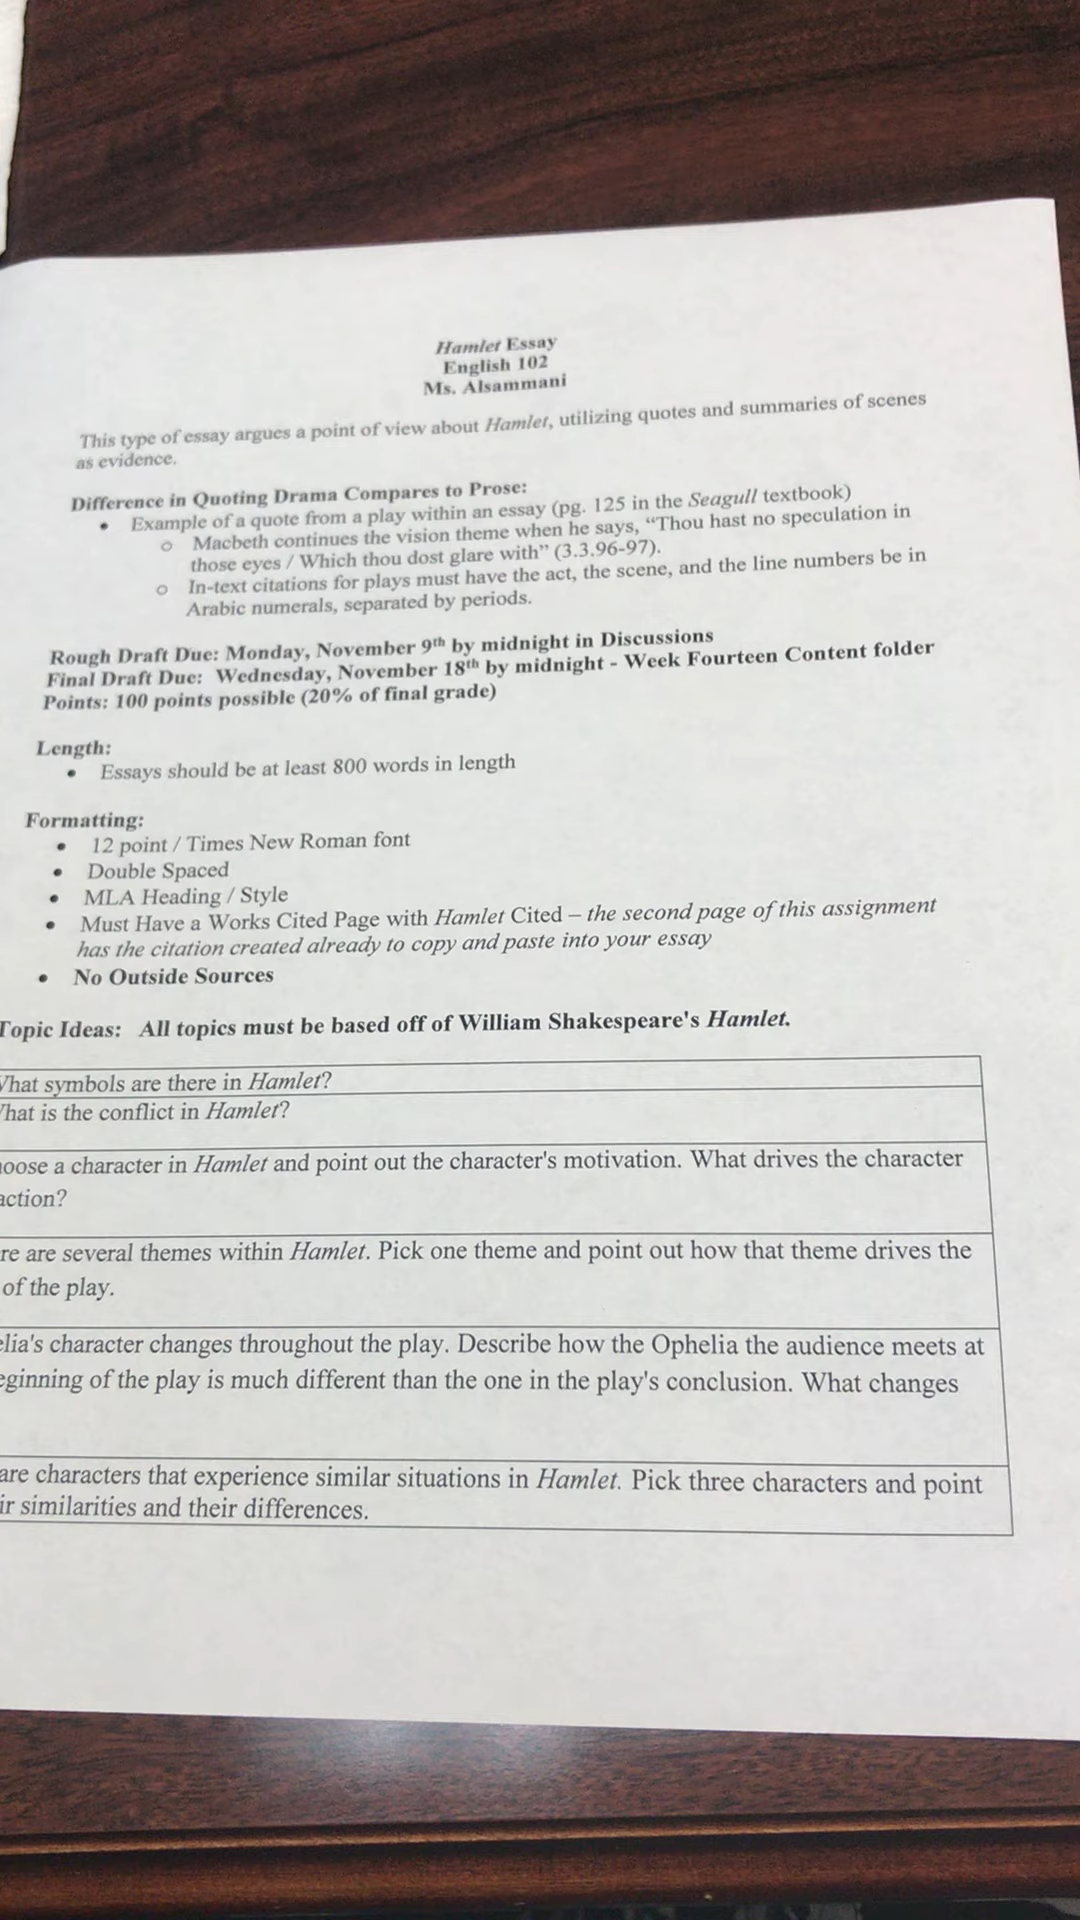 Hamlet Essay
English 102
Ms. Alsammani
This type of essay argues a point of view about Hamlet, utilizing quotes and summaries of scenes
as evidence.
Difference in Quoting Drama Compares to Prose:
• Example of a quote from a play within an essay (pg. 125 in the Seagull textbook)
o Macbeth continues the vision theme when he says, “Thou hast no speculation in
those eyes / Which thou dost glare with” (3.3.96-97).
o In-text citations for plays must have the act, the scene, and the line numbers be in
Arabic numerals, separated by periods.
Rough Draft Due: Monday, November 9th by midnight in Discussions
Final Draft Due: Wednesday, November 18th by midnight - Week Fourteen Content folder
Points: 100 points possible (20% of final grade)
Length:
• Essays should be at least 800 words in length
Formatting:
• 12 point / Times New Roman font
• Double Spaced
• MLA Heading / Style
• Must Have a Works Cited Page with Hamlet Cited – the second page of this assignment
has the citation created already to copy and paste into your essay
• No Outside Sources
Topic Ideas: All topics must be based off of William Shakespeare's Hamlet.
What symbols are there in Hamlet?
What is the conflict in Hamlet?
oose a character in Hamlet and point out the character's motivation. What drives the character
action?
re are several themes within Hamlet. Pick one theme and point out how that theme drives the
of the play.
elia's character changes throughout the play. Describe how the Ophelia the audience meets at
eginning of the play is much different than the one in the play's conclusion. What changes
are characters that experience similar situations in Hamlet. Pick three characters and point
ir similarities and their differences.